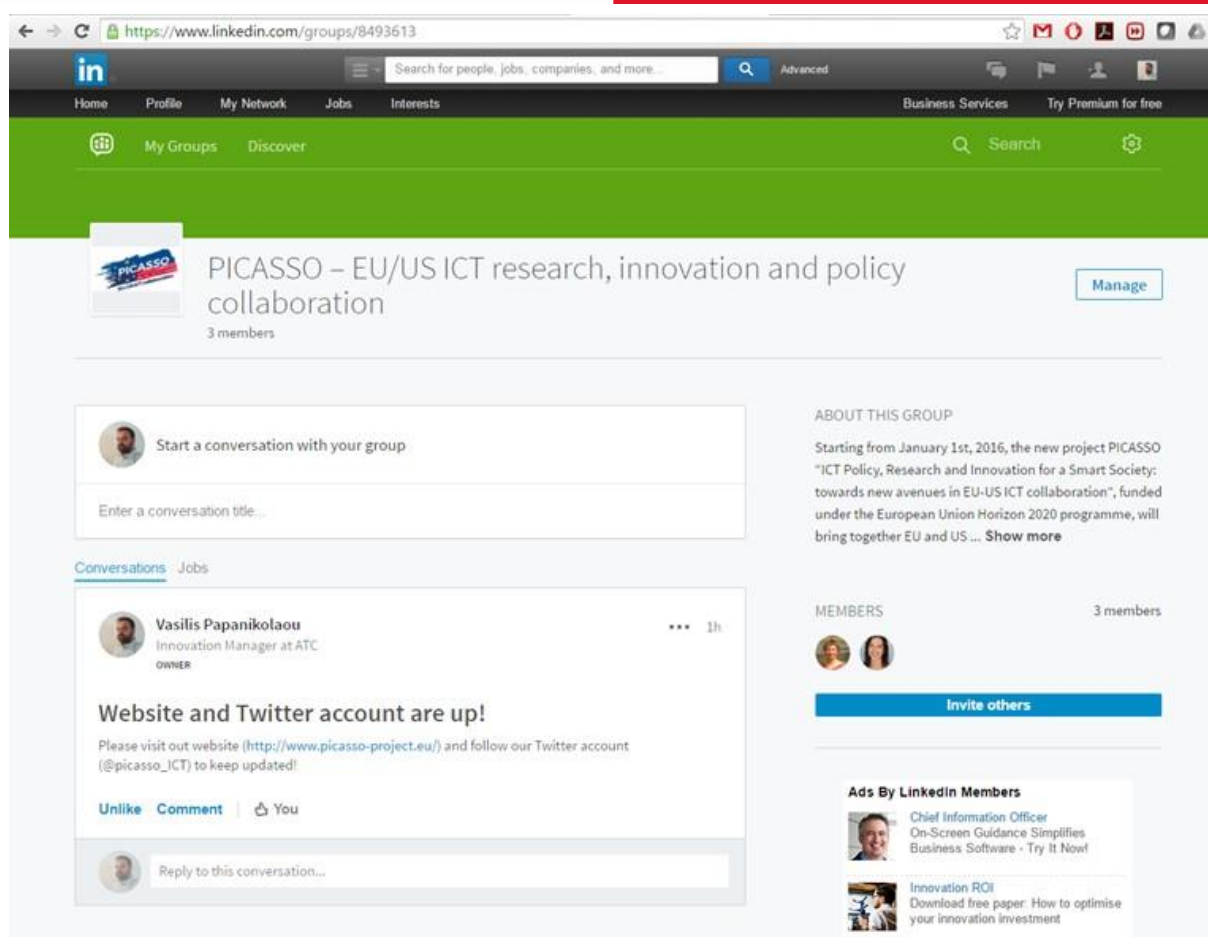 https://www.linkedin.com/groups/8493613
in
Search for people, jobs, companies, and more...
Advanced
Home Profile My Network Jobs Interests Business Services Try Premium for free
My Groups Discover Search
PICASSO
PICASSO – EU/US ICT research, innovation and policy
collaboration
3 members
Manage
Start a conversation with your group
Enter a conversation title...
Conversations Jobs
Vasilis Papanikolaou
Innovation Manager at ATC
OWNER
1h
Website and Twitter account are up!
Please visit out website (http://www.picasso-project.eu/) and follow our Twitter account
(@picasso_ICT) to keep updated!
Unlike Comment You
Reply to this conversation...
ABOUT THIS GROUP
Starting from January 1st, 2016, the new project PICASSO
"ICT Policy, Research and Innovation for a Smart Society:
towards new avenues in EU-US ICT collaboration", funded
under the European Union Horizon 2020 programme, will
bring together EU and US ... Show more
MEMBERS 3 members
Invite others
Ads By LinkedIn Members
Chief Information Officer
On-Screen Guidance Simplifies
Business Software - Try It Now!
Innovation ROI
Download free paper: How to optimise
your innovation investment